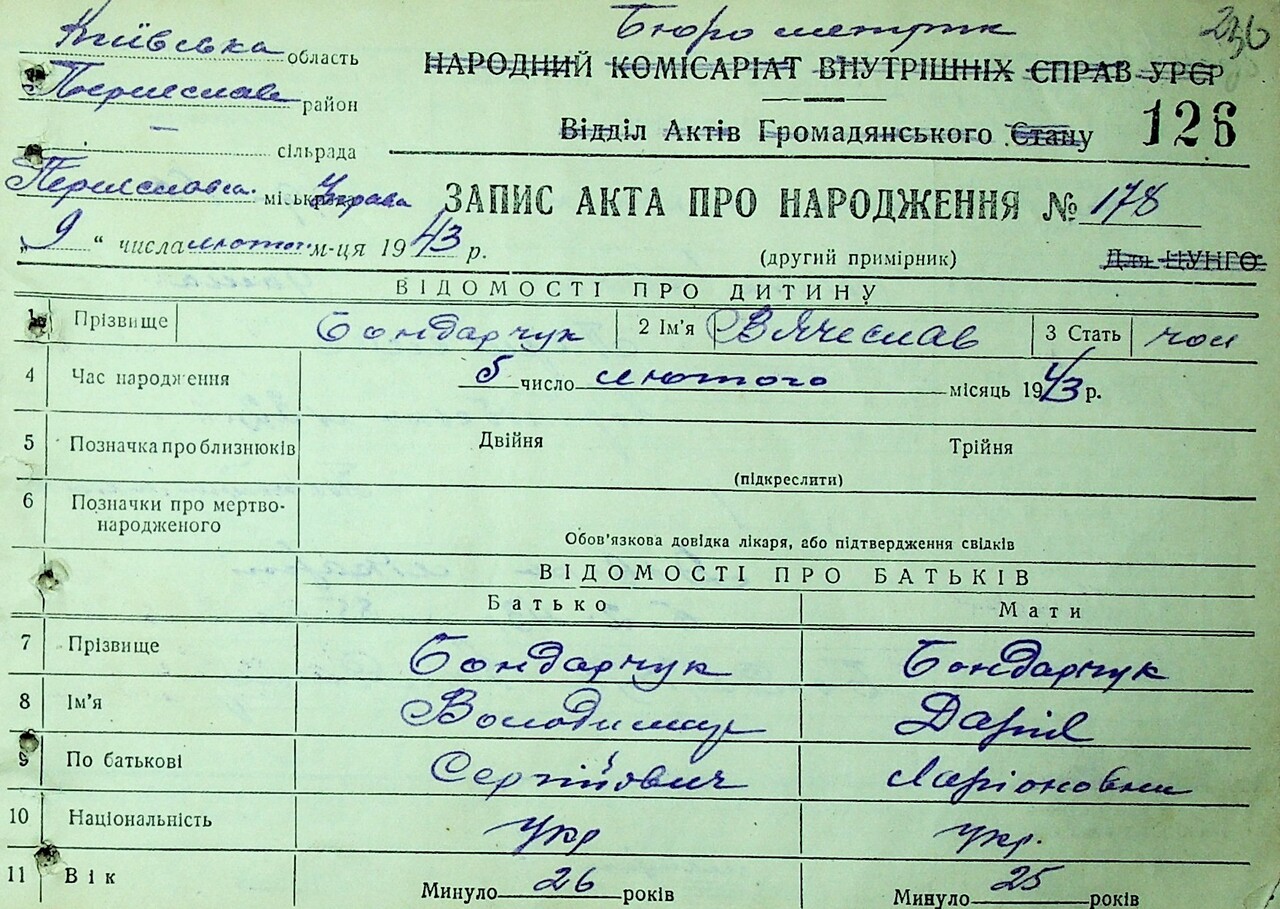 Бюро метрик
236
Київська область
НАРОДНИЙ КОМІСАРІАТ ВНУТРІШНІХ СПРАВ УРСР
Переяслав район
Відділ Актів Громадянського Стану 126
— сільрада
Переяславська міськрада Управа
ЗАПИС АКТА ПРО НАРОДЖЕННЯ № 178
„ 9 “ числа лютого м-ця 1943 р.
(другий примірник) Для ЦУНГО
ВІДОМОСТІ ПРО ДИТИНУ
1 Прізвище Бондарчук 2 Ім'я Вячеслав 3 Стать чол
4 Час народження 5 число лютого місяць 1943 р.
5 Позначка про близнюків Двійня Трійня
(підкреслити)
6 Позначки про мертво-
народженого
Обов'язкова довідка лікаря, або підтвердження свідків
ВІДОМОСТІ ПРО БАТЬКІВ
Батько Мати
7 Прізвище Бондарчук Бондарчук
8 Ім'я Володимир Дарія
9 По батькові Сергійович Ларіоновна
10 Національність Укр укр.
11 Вік Минуло 26 років Минуло 25 років